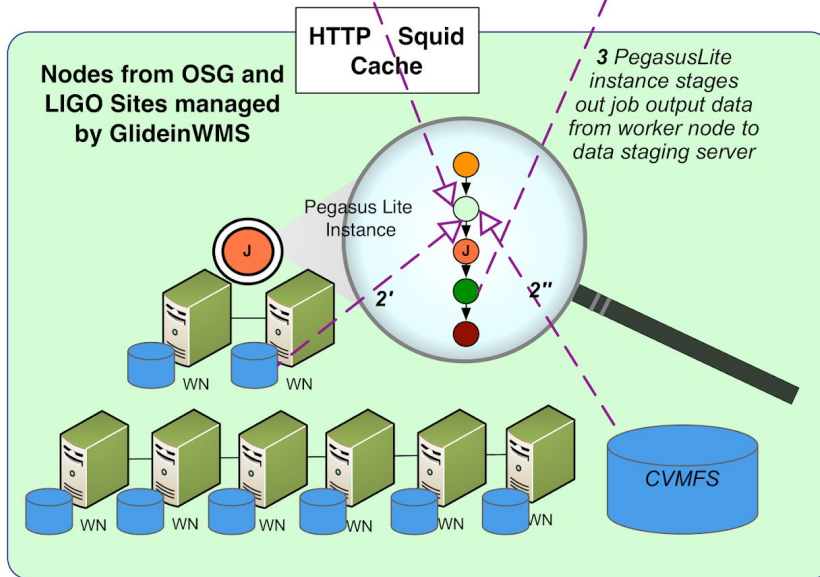 HTTP Squid
Cache
Nodes from OSG and
LIGO Sites managed
by GlideinWMS
3 PegasusLite
instance stages
out job output data
from worker node to
data staging server
Pegasus Lite
Instance
J
J
2'
2''
WN
WN
CVMFS
WN
WN
WN
WN
WN
WN